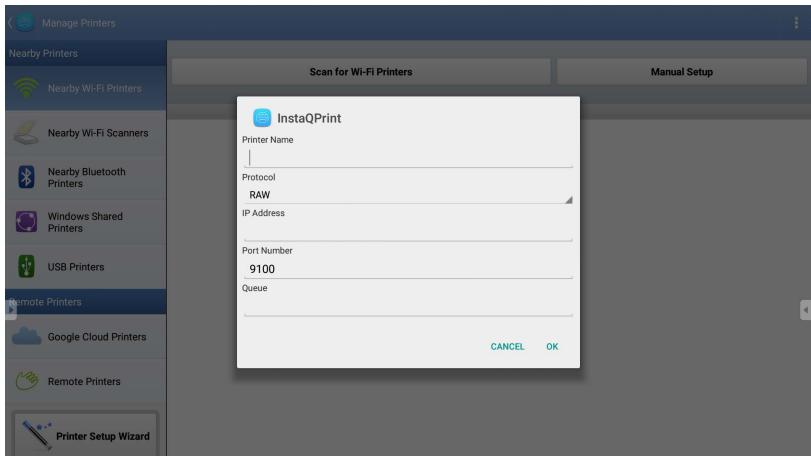 Manage Printers
Nearby Printers
Nearby Wi-Fi Printers
Nearby Wi-Fi Scanners
Nearby Bluetooth
Printers
Windows Shared
Printers
USB Printers
Remote Printers
Google Cloud Printers
Remote Printers
Printer Setup Wizard
Scan for Wi-Fi Printers
Manual Setup
InstaQPrint
Printer Name
Protocol
RAW
IP Address
Port Number
9100
Queue
CANCEL OK